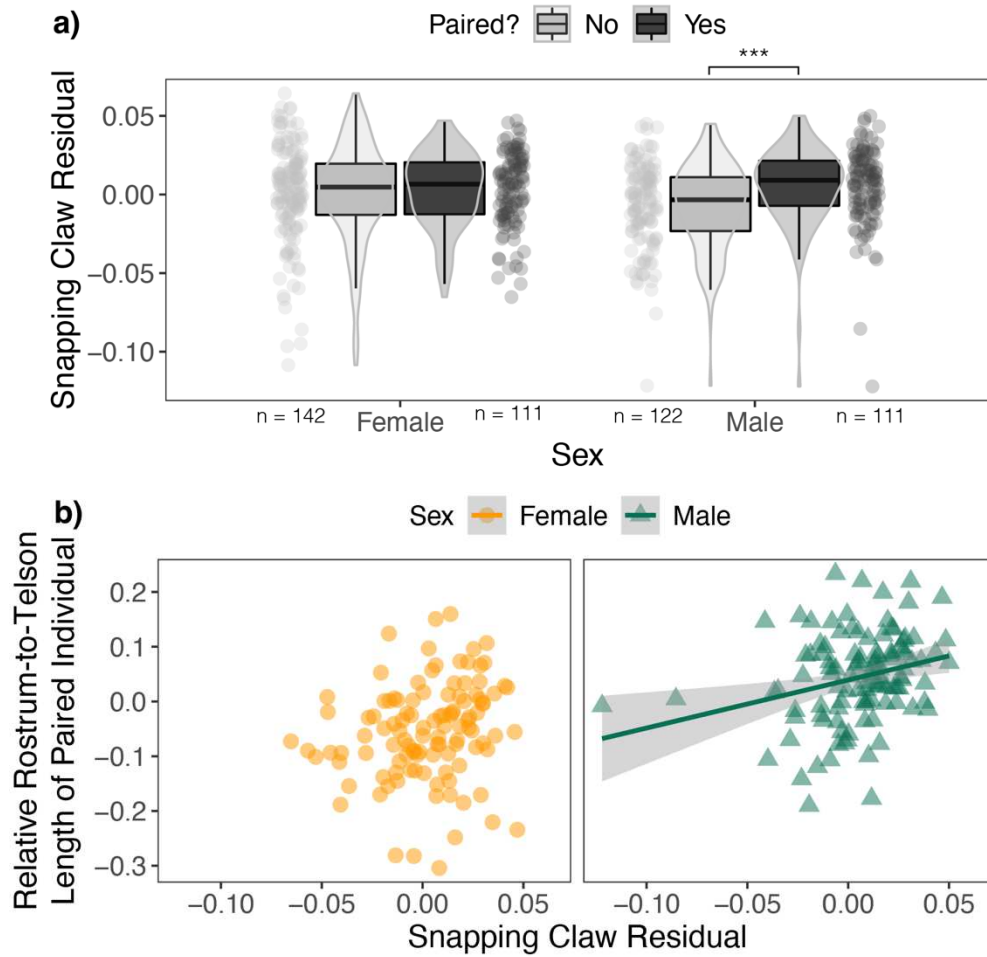 a)
Paired? No Yes
***
Snapping Claw Residual
0.05
0.00
−0.05
−0.10
n = 142 Female n = 111 n = 122 Male n = 111
Sex
b)
Sex Female Male
Relative Rostrum-to-Telson
Length of Paired Individual
0.2
0.1
0.0
−0.1
−0.2
−0.3
−0.10 −0.05 0.00 0.05 −0.10 −0.05 0.00 0.05
Snapping Claw Residual